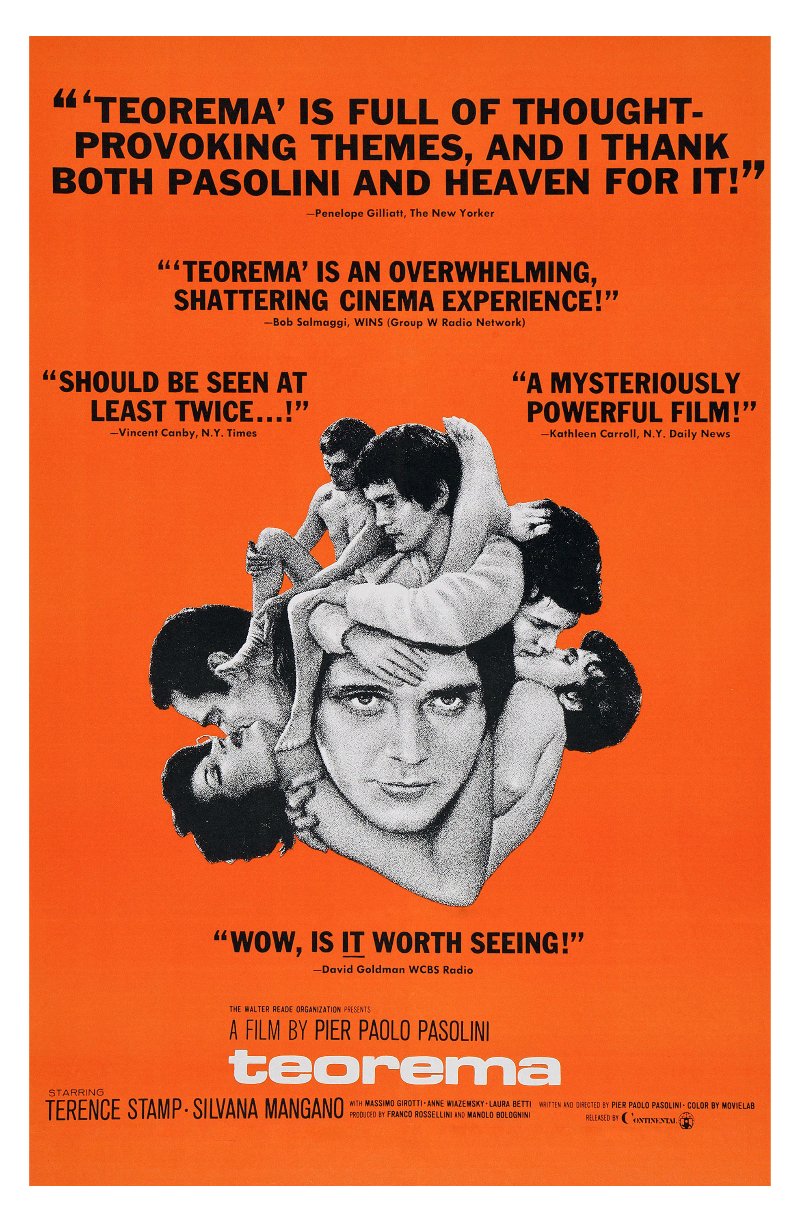 “‘TEOREMA’ IS FULL OF THOUGHT-
PROVOKING THEMES, AND I THANK
BOTH PASOLINI AND HEAVEN FOR IT!”
—Penelope Gilliatt, The New Yorker
“‘TEOREMA’ IS AN OVERWHELMING,
SHATTERING CINEMA EXPERIENCE!”
—Bob Salmaggi, WINS (Group W Radio Network)
“SHOULD BE SEEN AT
LEAST TWICE...!”
—Vincent Canby, N.Y. Times
“A MYSTERIOUSLY
POWERFUL FILM!”
—Kathleen Carroll, N.Y. Daily News
“WOW, IS IT WORTH SEEING!”
—David Goldman WCBS Radio
THE WALTER READE ORGANIZATION PRESENTS
A FILM BY PIER PAOLO PASOLINI
teorema
STARRING
TERENCE STAMP · SILVANA MANGANO
WITH MASSIMO GIROTTI · ANNE WIAZEMSKY · LAURA BETTI
PRODUCED BY FRANCO ROSSELLINI AND MANOLO BOLOGNINI
WRITTEN AND DIRECTED BY PIER PAOLO PASOLINI · COLOR BY MOVIELAB
RELEASED BY CONTINENTAL